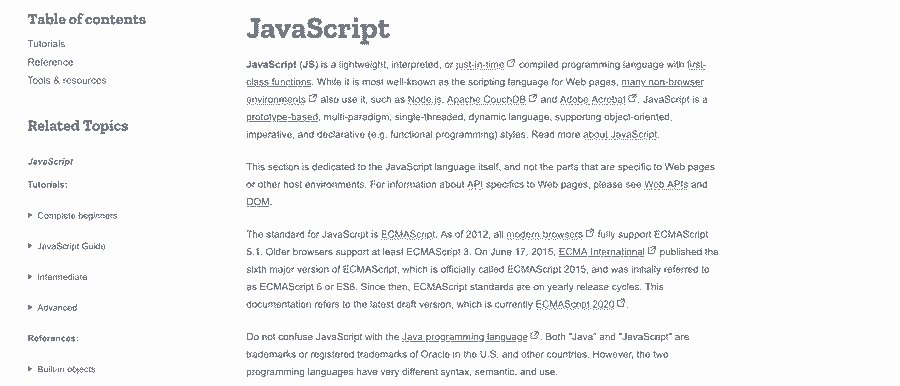 Table of contents
Tutorials
Reference
Tools & resources
Related Topics
JavaScript
Tutorials:
Complete beginners
JavaScript Guide
Intermediate
Advanced
References:
Built-in objects
JavaScript
JavaScript (JS) is a lightweight, interpreted, or just-in-time compiled programming language with first-
class functions. While it is most well-known as the scripting language for Web pages, many non-browser
environments also use it, such as Node.js, Apache CouchDB and Adobe Acrobat. JavaScript is a
prototype-based, multi-paradigm, single-threaded, dynamic language, supporting object-oriented,
imperative, and declarative (e.g. functional programming) styles. Read more about JavaScript.
This section is dedicated to the JavaScript language itself, and not the parts that are specific to Web pages
or other host environments. For information about API specifics to Web pages, please see Web APIs and
DOM.
The standard for JavaScript is ECMAScript. As of 2012, all modern browsers fully support ECMAScript
5.1. Older browsers support at least ECMAScript 3. On June 17, 2015, ECMA International published the
sixth major version of ECMAScript, which is officially called ECMAScript 2015, and was initially referred to
as ECMAScript 6 or ES6. Since then, ECMAScript standards are on yearly release cycles. This
documentation refers to the latest draft version, which is currently ECMAScript 2020.
Do not confuse JavaScript with the Java programming language. Both "Java" and "JavaScript" are
trademarks or registered trademarks of Oracle in the U.S. and other countries. However, the two
programming languages have very different syntax, semantic, and use.